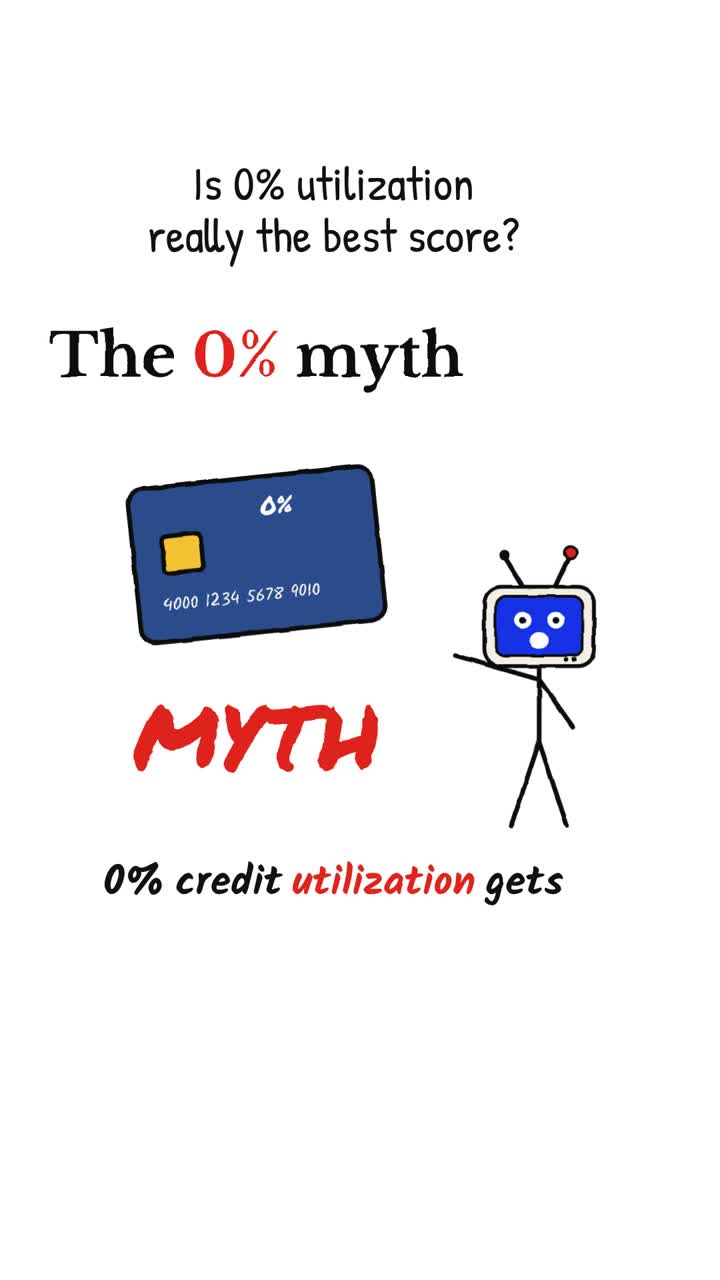 Is 0% utilization
really the best score?
The 0% myth
0%
4000 1234 5678 9010
MYTH
0% credit utilization gets